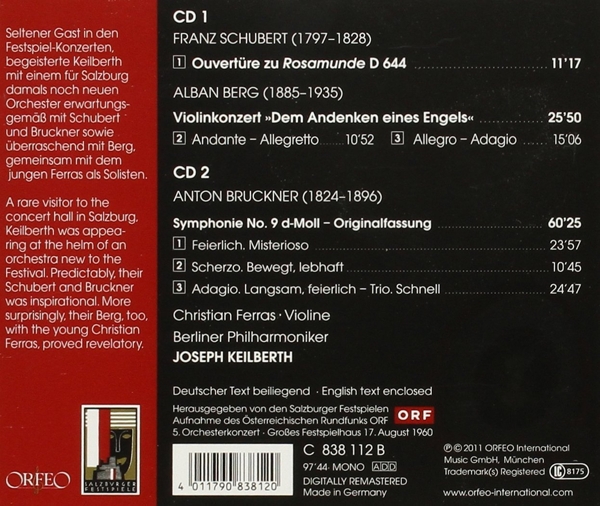 Seltener Gast in den
Festspiel-Konzerten,
begeisterte Keilberth
mit einem für Salzburg
damals noch neuen
Orchester erwartungs-
gemäß mit Schubert
und Bruckner sowie
überraschend mit Berg,
gemeinsam mit dem
jungen Ferras als Solisten.
A rare visitor to the
concert hall in Salzburg,
Keilberth was appea-
ring at the helm of an
orchestra new to the
Festival. Predictably, their
Schubert and Bruckner
was inspirational. More
surprisingly, their Berg, too,
with the young Christian
Ferras, proved revelatory.
ORFEO
SALZBURGER
FESTSPIELE
CD 1
FRANZ SCHUBERT (1797–1828)
1 Ouvertüre zu Rosamunde D 644 11'17
ALBAN BERG (1885–1935)
Violinkonzert »Dem Andenken eines Engels« 25'50
2 Andante – Allegretto 10'52 3 Allegro – Adagio 15'06
CD 2
ANTON BRUCKNER (1824–1896)
Symphonie No. 9 d-Moll – Originalfassung 60'25
1 Feierlich. Misterioso 23'57
2 Scherzo. Bewegt, lebhaft 10'45
3 Adagio. Langsam, feierlich – Trio. Schnell 24'47
Christian Ferras · Violine
Berliner Philharmoniker
JOSEPH KEILBERTH
Deutscher Text beiliegend · English text enclosed
Herausgegeben von den Salzburger Festspielen
Aufnahme des Österreichischen Rundfunks ORF ORF
5. Orchesterkonzert · Großes Festspielhaus 17. August 1960
C 838 112 B
97'44 MONO ADD
DIGITALLY REMASTERED
Made in Germany
4 011790 838120
℗© 2011 ORFEO International
Music GmbH, München
Trademark(s) Registered LC 8175
www.orfeo-international.com